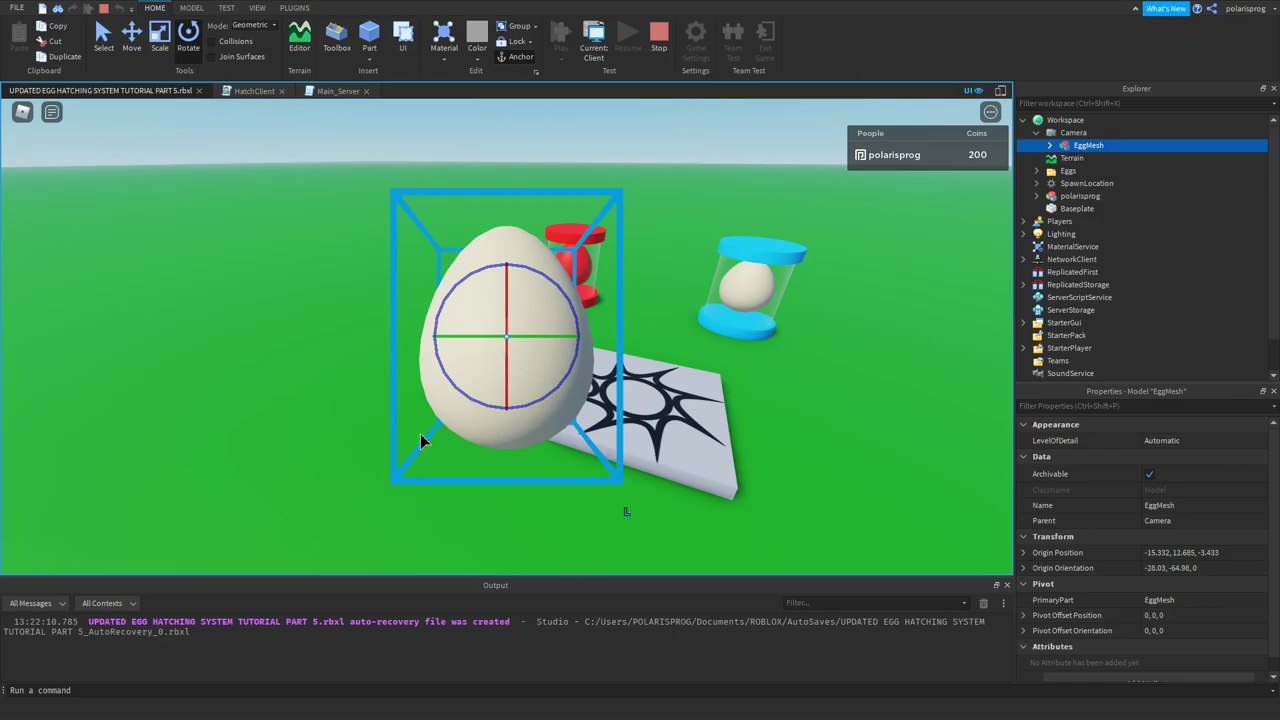 FILE HOME MODEL TEST VIEW PLUGINS What's New polarisprog
Copy Cut Duplicate Paste Clipboard
Select Move Scale Rotate Mode: Geometric Collisions Join Surfaces Tools
Editor Terrain
Toolbox Part UI Insert
Material Color Group Lock Anchor Edit
Play Current: Client Resume Stop Test
Game Settings Settings
Team Test Exit Game Team Test
UPDATED EGG HATCHING SYSTEM TUTORIAL PART 5.rbxl HatchClient Main_Server UI
People Coins
polarisprog 200
L
Explorer
Filter workspace (Ctrl+Shift+X)
Workspace
Camera
EggMesh
Terrain
Eggs
SpawnLocation
polarisprog
Baseplate
Players
Lighting
MaterialService
NetworkClient
ReplicatedFirst
ReplicatedStorage
ServerScriptService
ServerStorage
StarterGui
StarterPack
StarterPlayer
Teams
SoundService
Properties - Model "EggMesh"
Filter Properties (Ctrl+Shift+P)
Appearance
LevelOfDetail Automatic
Data
Archivable
ClassName Model
Name EggMesh
Parent Camera
Transform
Origin Position -15.332, 12.685, -3.433
Origin Orientation -28.03, -64.98, 0
Pivot
PrimaryPart EggMesh
Pivot Offset Position 0, 0, 0
Pivot Offset Orientation 0, 0, 0
Attributes
No Attribute has been added yet
Output
All Messages All Contexts Filter...
13:22:10.785 UPDATED EGG HATCHING SYSTEM TUTORIAL PART 5.rbxl auto-recovery file was created - Studio - C:/Users/POLARISPROG/Documents/ROBLOX/AutoSaves/UPDATED EGG HATCHING SYSTEM
TUTORIAL PART 5_AutoRecovery_0.rbxl
Run a command